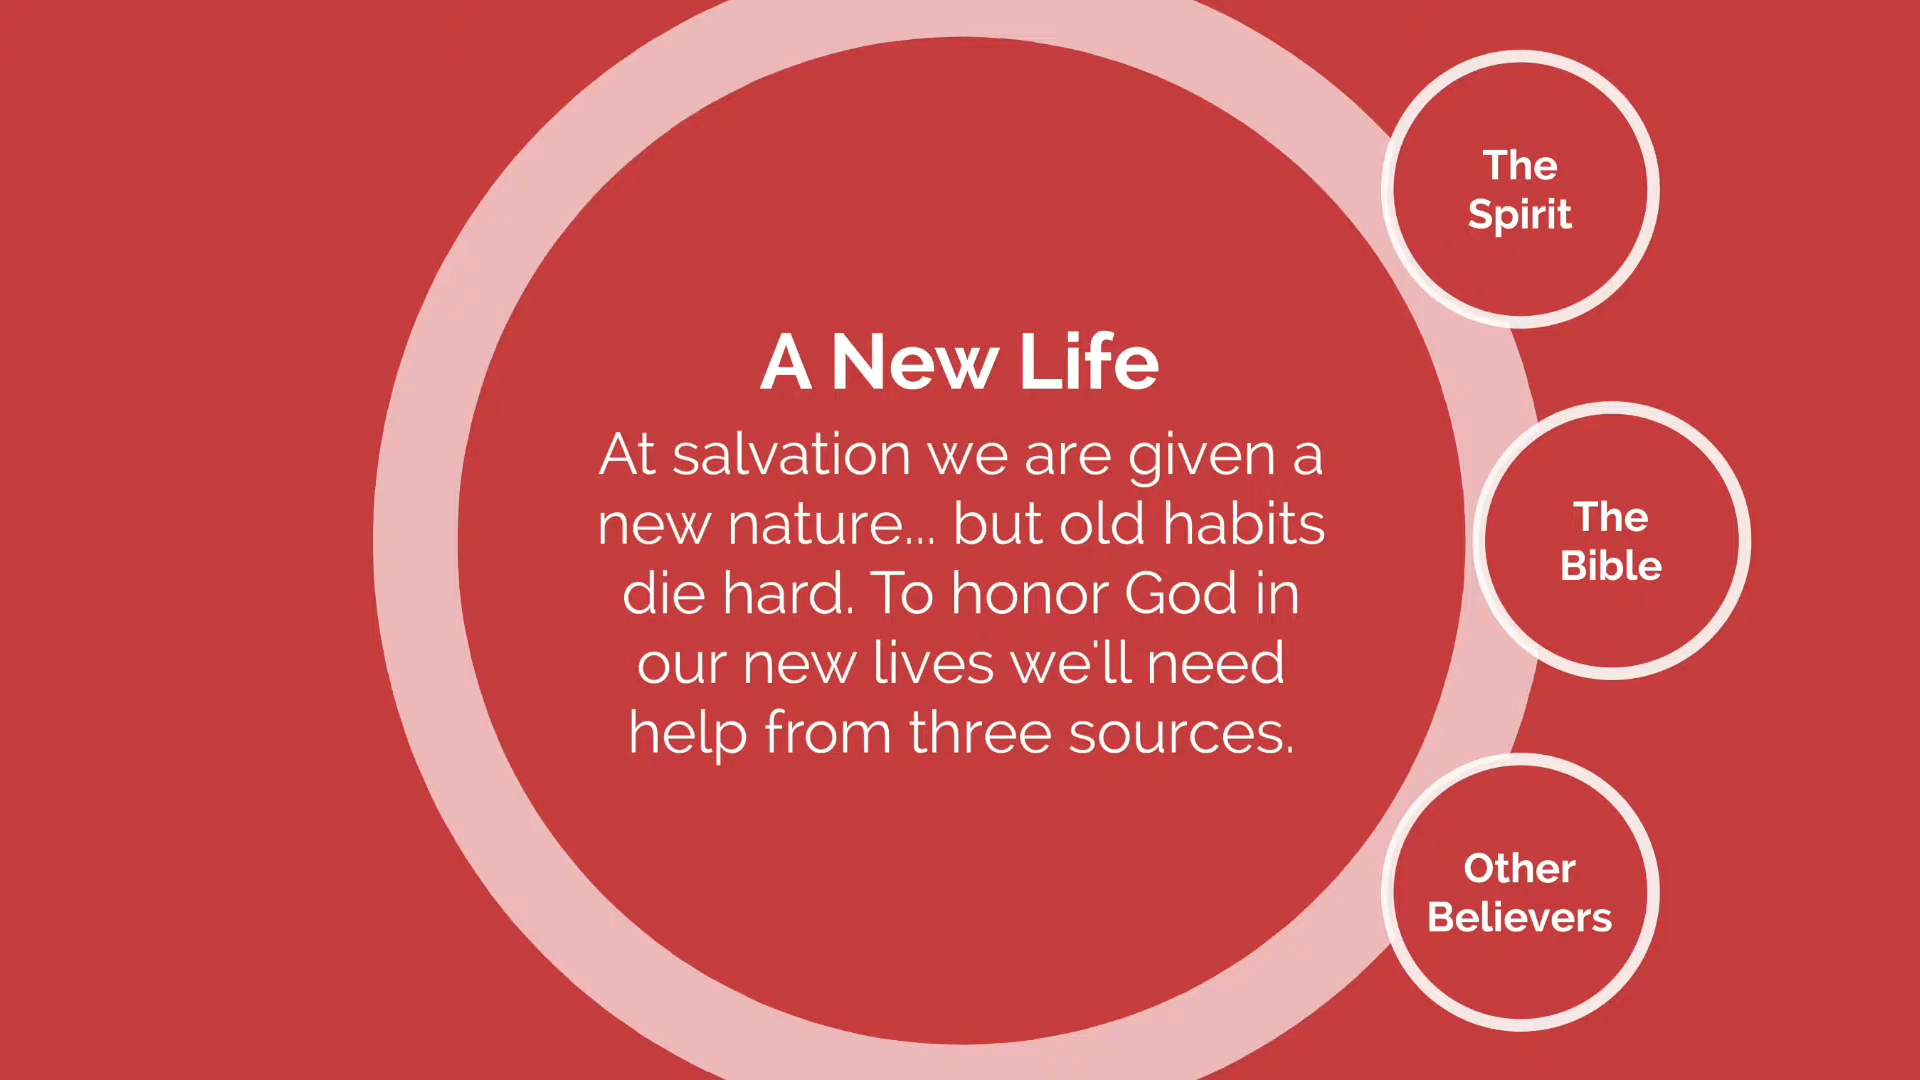 A New Life
At salvation we are given a
new nature... but old habits
die hard. To honor God in
our new lives we'll need
help from three sources.
The
Spirit
The
Bible
Other
Believers